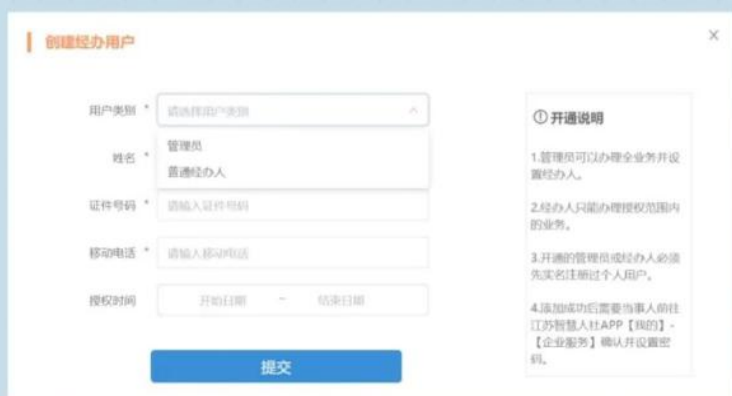 创建经办用户
×
用户类别 * 请选择用户类别
管理员
普通经办人
姓名 *
证件号码 * 请输入证件号码
移动电话 * 请输入移动电话
授权时间 开始日期 ~ 结束日期
提交
开通说明
1.管理员可以办理全业务并设
置经办人。
2.经办人只能办理授权范围内
的业务。
3.开通的管理员或经办人必须
先实名注册过个人用户。
4.添加成功后需要当事人前往
江苏智慧人社APP【我的】-
【企业服务】确认并设置密
码。